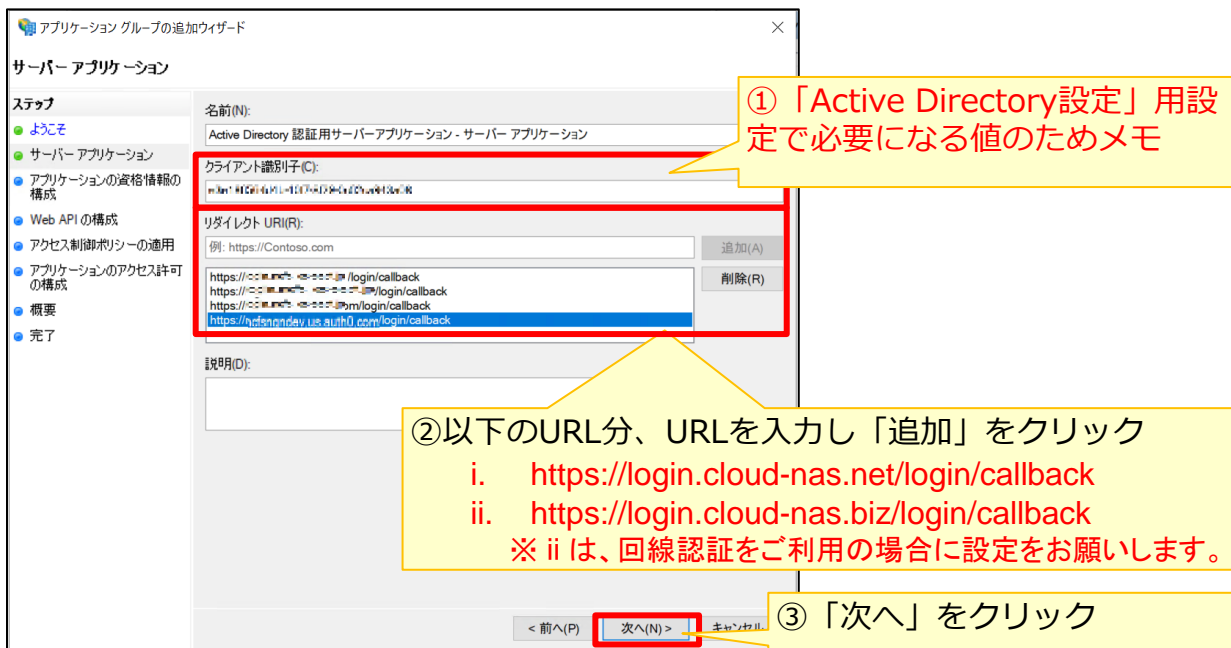 アプリケーション グループの追加ウィザード
サーバー アプリケーション
ステップ
ようこそ
サーバー アプリケーション
アプリケーションの資格情報の
構成
Web API の構成
アクセス制御ポリシーの適用
アプリケーションのアクセス許可
の構成
概要
完了
名前(N):
Active Directory 認証用サーバーアプリケーション - サーバー アプリケーション
クライアント識別子(C):
リダイレクト URI(R):
例: https://Contoso.com
追加(A)
https:// /login/callback
https:// /login/callback
https:// om/login/callback
https:// .us.auth0.com/login/callback
削除(R)
説明(D):
①「Active Directory設定」用設
定で必要になる値のためメモ
②以下のURL分、URLを入力し「追加」をクリック
i. https://login.cloud-nas.net/login/callback
ii. https://login.cloud-nas.biz/login/callback
※ ii は、回線認証をご利用の場合に設定をお願いします。
③「次へ」をクリック
< 前へ(P)
次へ(N) >
キャンセル